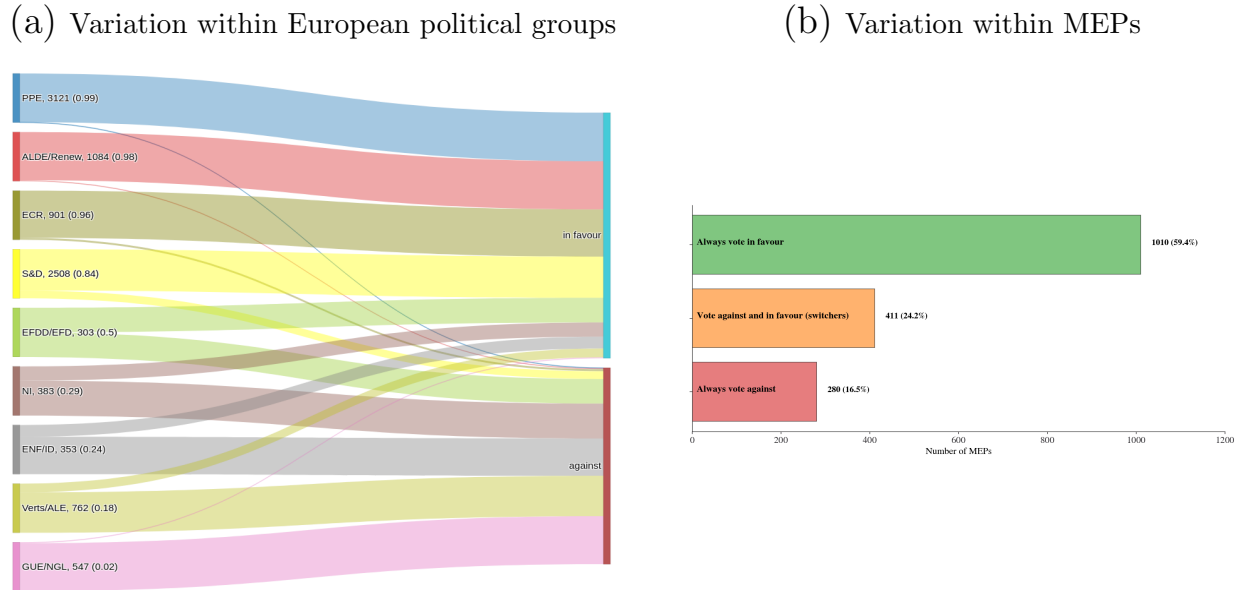 (a) Variation within European political groups
PPE, 3121 (0.99)
ALDE/Renew, 1084 (0.98)
ECR, 901 (0.96)
S&D, 2508 (0.84)
EFDD/EFD, 303 (0.5)
NI, 383 (0.29)
ENF/ID, 353 (0.24)
Verts/ALE, 762 (0.18)
GUE/NGL, 547 (0.02)
in favour
against
(b) Variation within MEPs
Always vote in favour
1010 (59.4%)
Vote against and in favour (switchers)
411 (24.2%)
Always vote against
280 (16.5%)
0 200 400 600 800 1000 1200
Number of MEPs